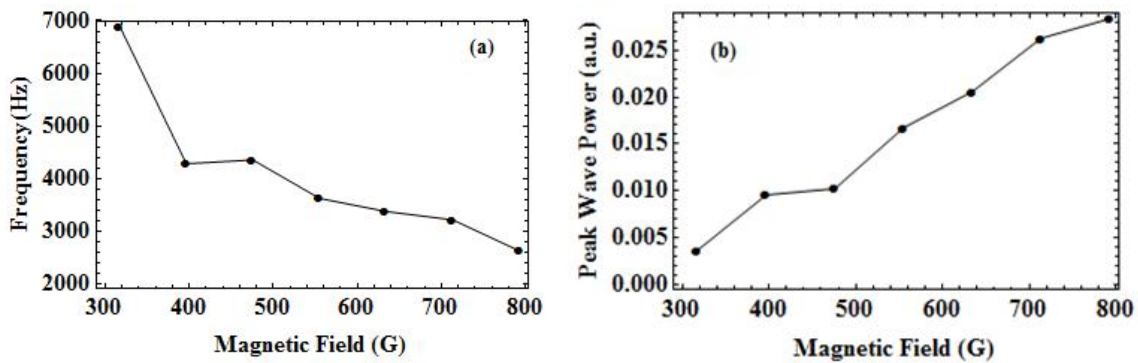 7000
6000
5000
4000
3000
2000
Frequency (Hz)
(a)
300 400 500 600 700 800
Magnetic Field (G)
0.025
0.020
0.015
0.010
0.005
0.000
Peak Wave Power (a.u.)
(b)
300 400 500 600 700 800
Magnetic Field (G)